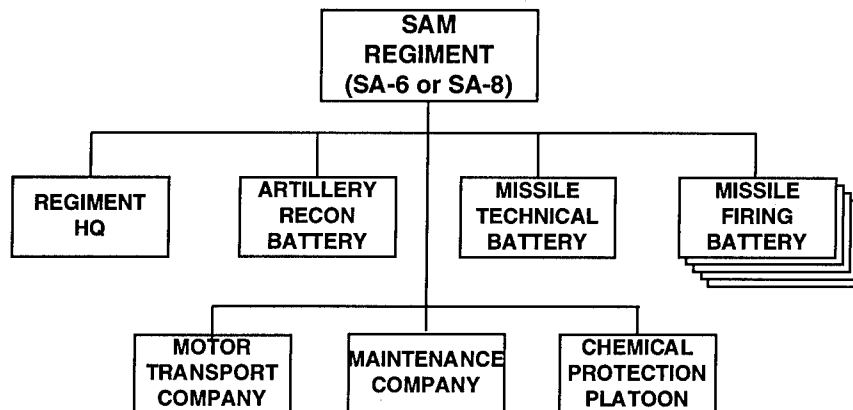 SAM
REGIMENT
(SA-6 or SA-8)
REGIMENT
HQ
ARTILLERY
RECON
BATTERY
MISSILE
TECHNICAL
BATTERY
MISSILE
FIRING
BATTERY
MOTOR
TRANSPORT
COMPANY
MAINTENANCE
COMPANY
CHEMICAL
PROTECTION
PLATOON